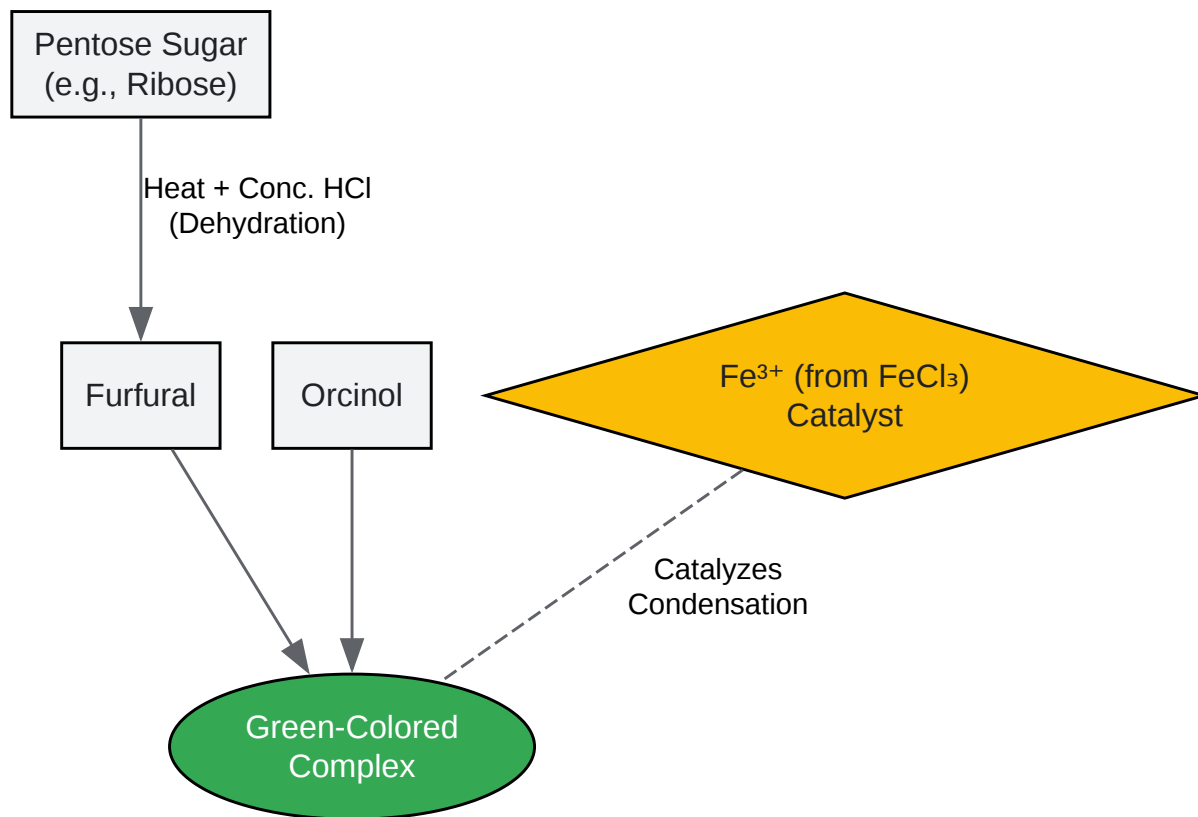 Pentose Sugar
(e.g., Ribose)
Heat + Conc. HCl
(Dehydration)
Furfural
Orcinol
Fe³⁺ (from FeCl₃)
Catalyst
Catalyzes
Condensation
Green-Colored
Complex